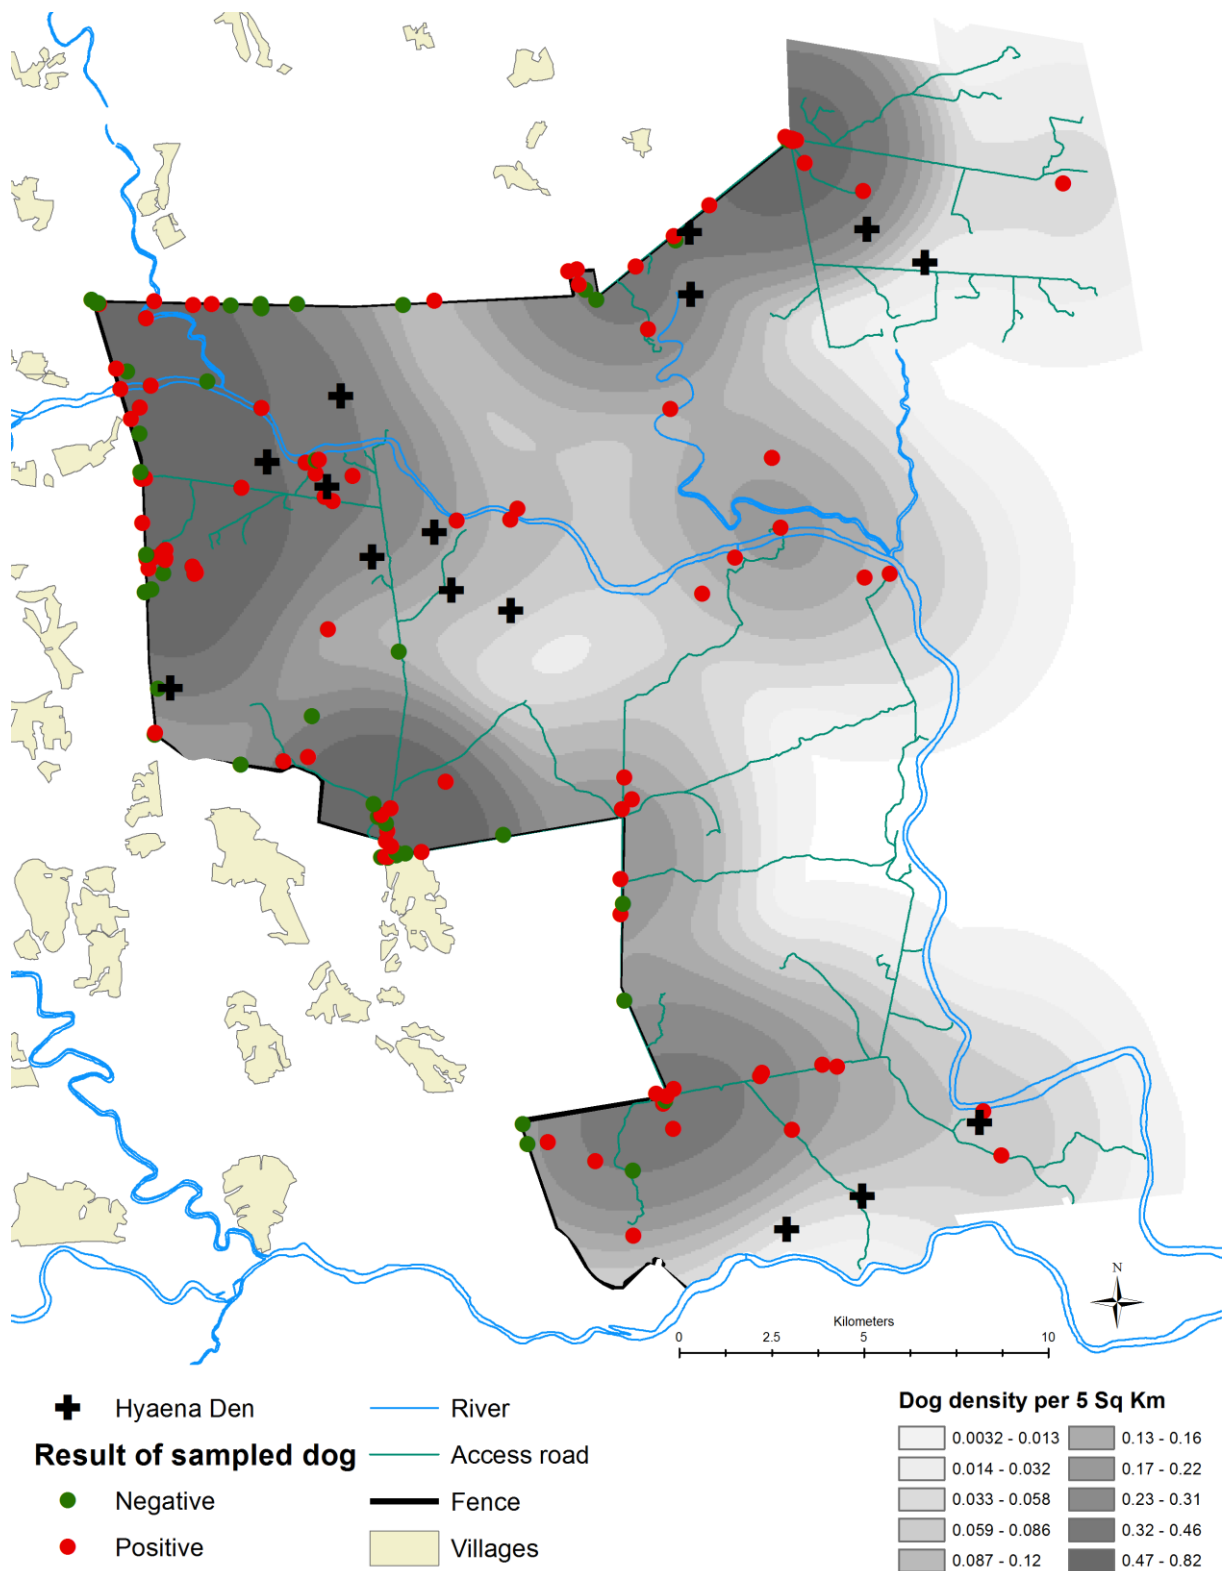 N
Kilometers
0 2.5 5 10
Hyaena Den
Result of sampled dog
Negative
Positive
River
Access road
Fence
Villages
Dog density per 5 Sq Km
0.0032 - 0.013
0.014 - 0.032
0.033 - 0.058
0.059 - 0.086
0.087 - 0.12
0.13 - 0.16
0.17 - 0.22
0.23 - 0.31
0.32 - 0.46
0.47 - 0.82